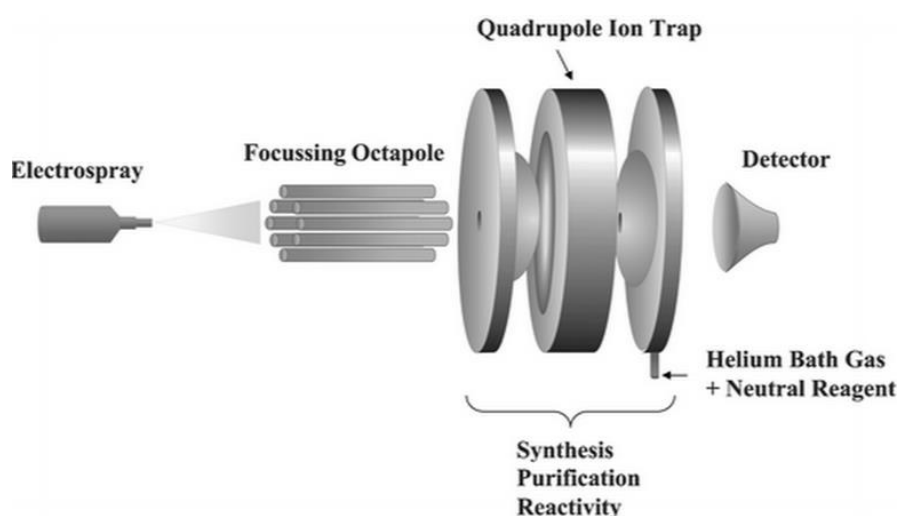 Quadrupole Ion Trap
Focussing Octapole
Electrospray
Detector
Helium Bath Gas
+ Neutral Reagent
Synthesis
Purification
Reactivity